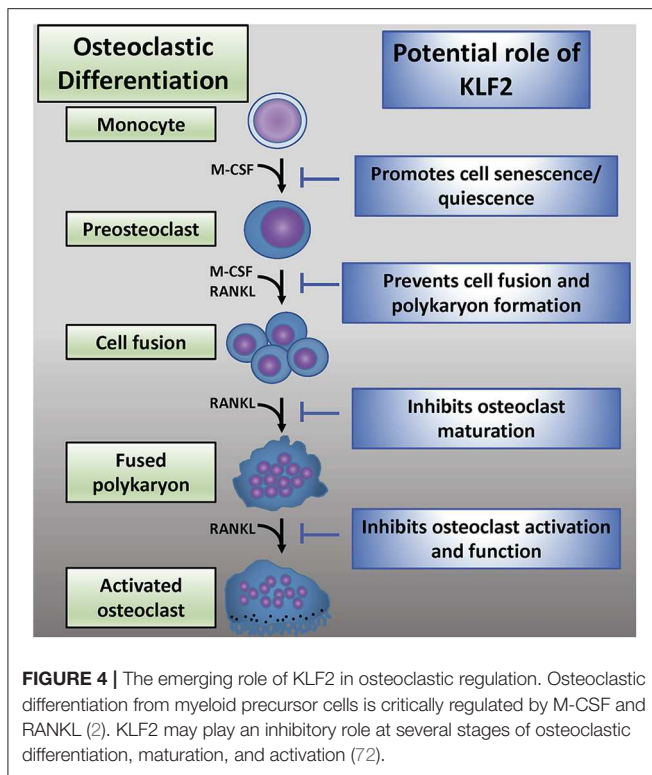 Osteoclastic
Differentiation
Potential role of
KLF2
Monocyte
M-CSF
Promotes cell senescence/
quiescence
Preosteoclast
M-CSF
RANKL
Prevents cell fusion and
polykaryon formation
Cell fusion
RANKL
Inhibits osteoclast
maturation
Fused
polykaryon
RANKL
Inhibits osteoclast activation
and function
Activated
osteoclast
FIGURE 4 | The emerging role of KLF2 in osteoclastic regulation. Osteoclastic
differentiation from myeloid precursor cells is critically regulated by M-CSF and
RANKL (2). KLF2 may play an inhibitory role at several stages of osteoclastic
differentiation, maturation, and activation (72).